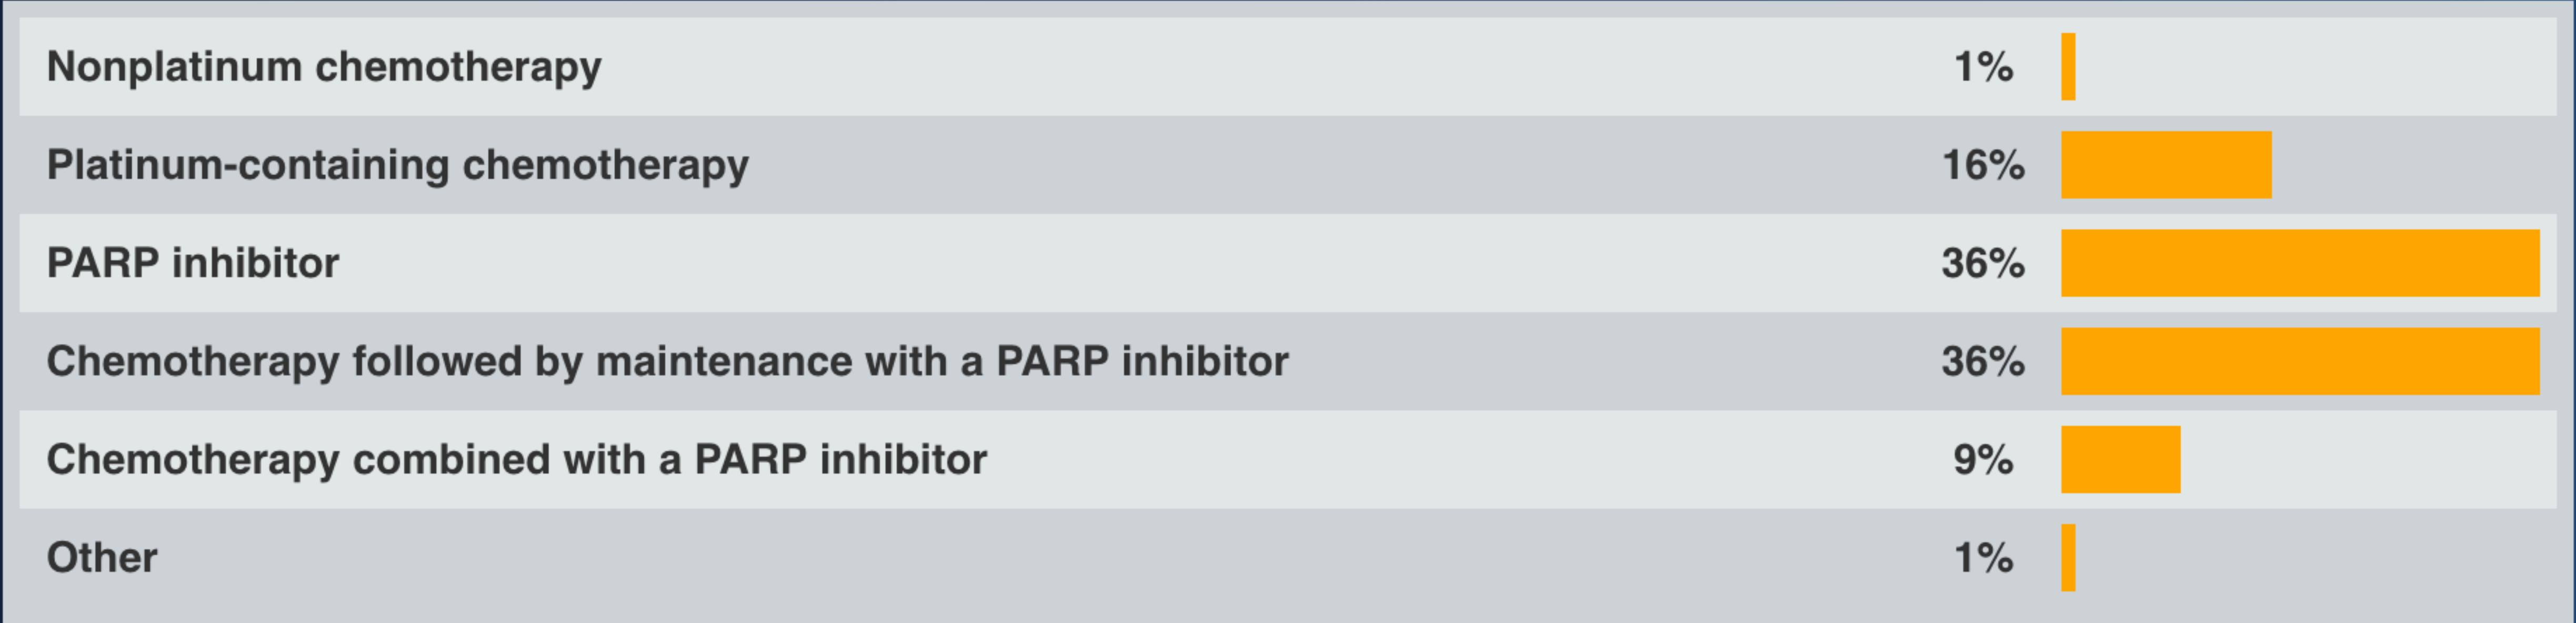 Nonplatinum chemotherapy 1%
Platinum-containing chemotherapy 16%
PARP inhibitor 36%
Chemotherapy followed by maintenance with a PARP inhibitor 36%
Chemotherapy combined with a PARP inhibitor 9%
Other 1%